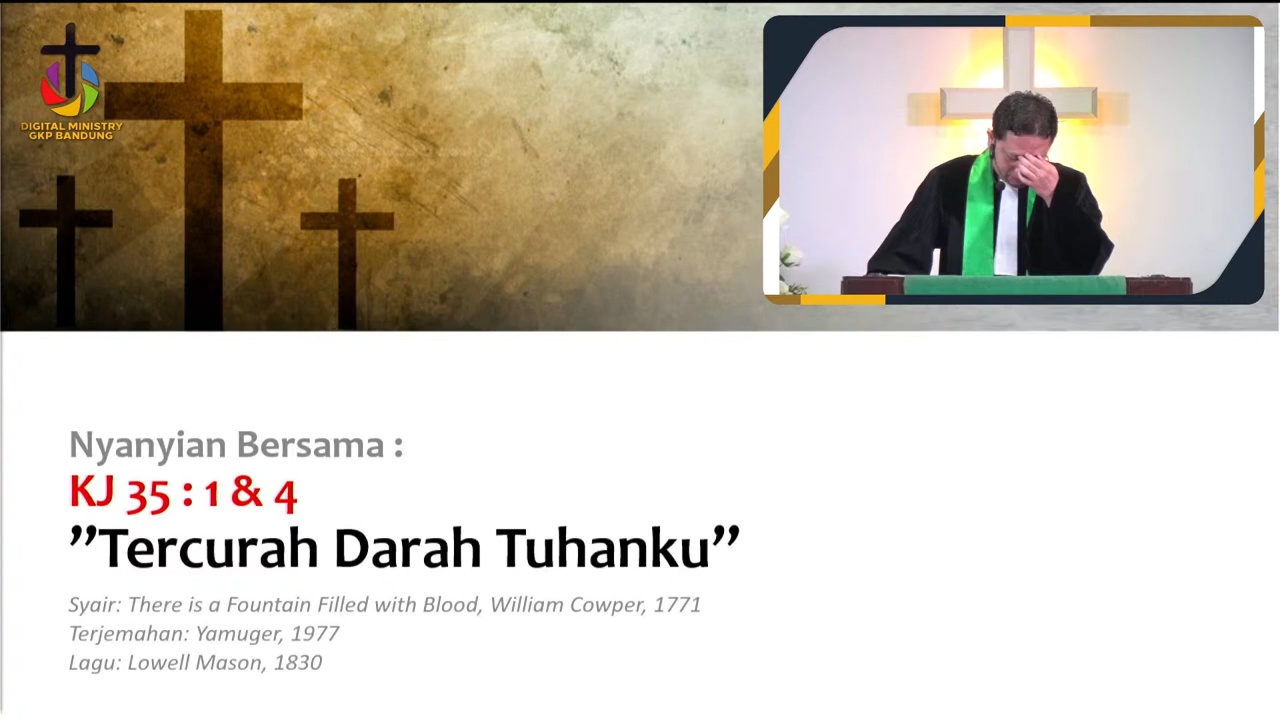 DIGITAL MINISTRY
GKP BANDUNG
Nyanyian Bersama :
KJ 35 : 1 & 4
”Tercurah Darah Tuhanku”
Syair: There is a Fountain Filled with Blood, William Cowper, 1771
Terjemahan: Yamuger, 1977
Lagu: Lowell Mason, 1830